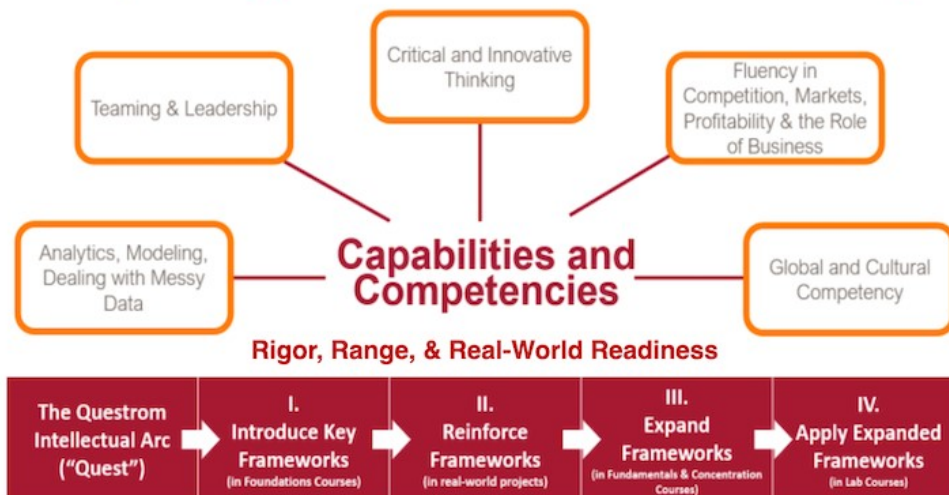 Critical and Innovative
Thinking
Teaming & Leadership
Fluency in
Competition, Markets,
Profitability & the Role
of Business
Analytics, Modeling,
Dealing with Messy
Data
Capabilities and
Competencies
Global and Cultural
Competency
Rigor, Range, & Real-World Readiness
The Questrom
Intellectual Arc
(“Quest”)
I.
Introduce Key
Frameworks
(in Foundations Courses)
II.
Reinforce
Frameworks
(in real-world projects)
III.
Expand
Frameworks
(in Fundamentals & Concentration
Courses)
IV.
Apply Expanded
Frameworks
(in Lab Courses)